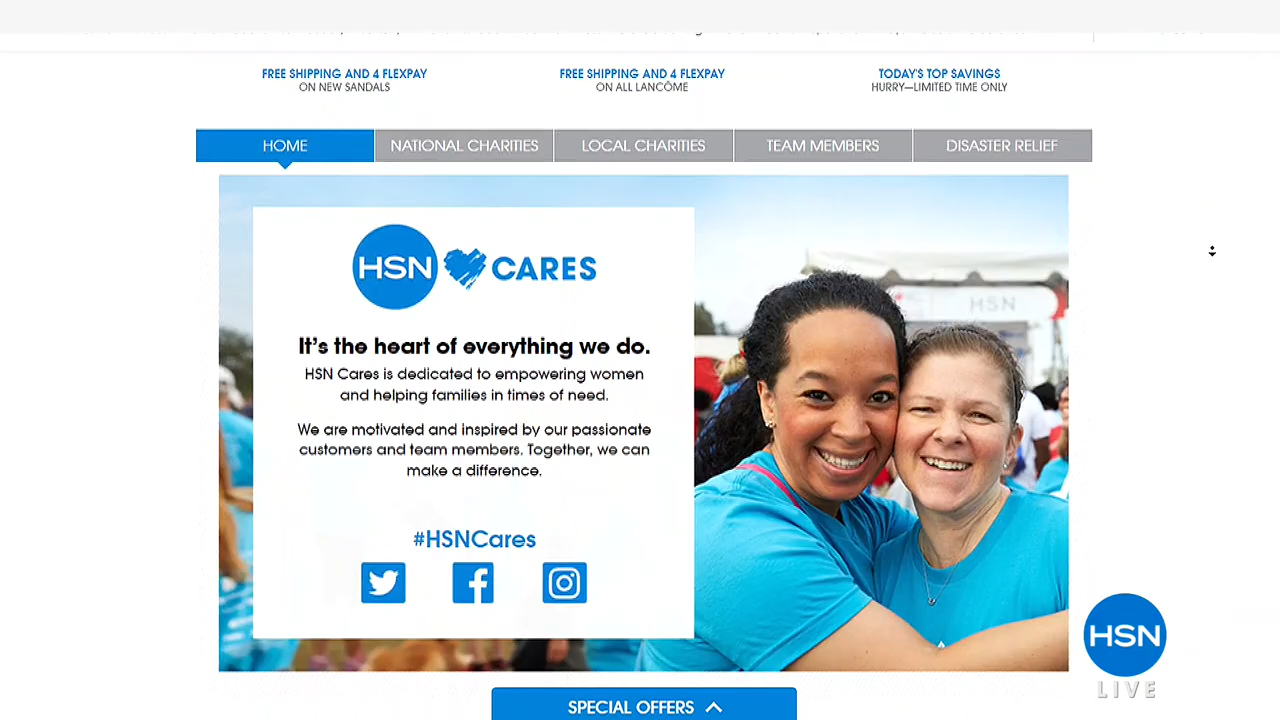 FREE SHIPPING AND 4 FLEXPAY
ON NEW SANDALS
FREE SHIPPING AND 4 FLEXPAY
ON ALL LANCÔME
TODAY'S TOP SAVINGS
HURRY—LIMITED TIME ONLY
HOME
NATIONAL CHARITIES
LOCAL CHARITIES
TEAM MEMBERS
DISASTER RELIEF
HSN CARES
HSN
It's the heart of everything we do.
HSN Cares is dedicated to empowering women
and helping families in times of need.
We are motivated and inspired by our passionate
customers and team members. Together, we can
make a difference.
#HSNCares
HSN
LIVE
SPECIAL OFFERS